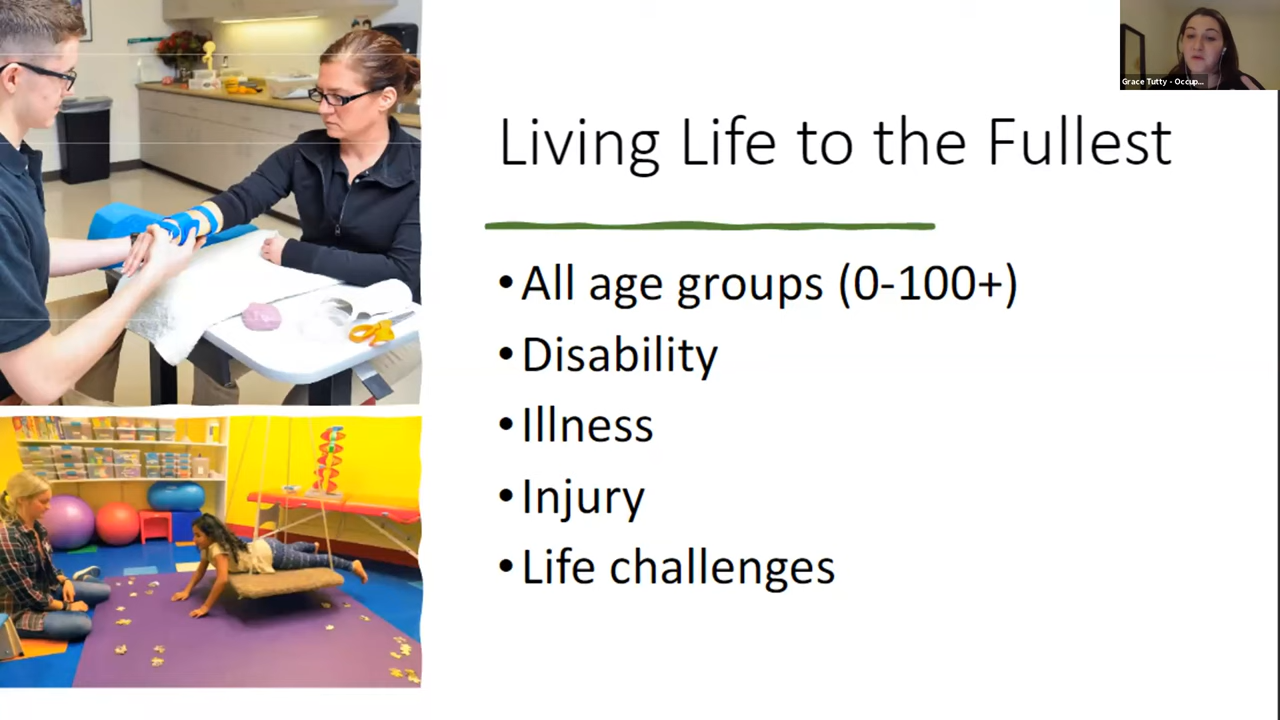 Grace Tutty - Occup...
Living Life to the Fullest
•All age groups (0-100+)
•Disability
•Illness
•Injury
•Life challenges